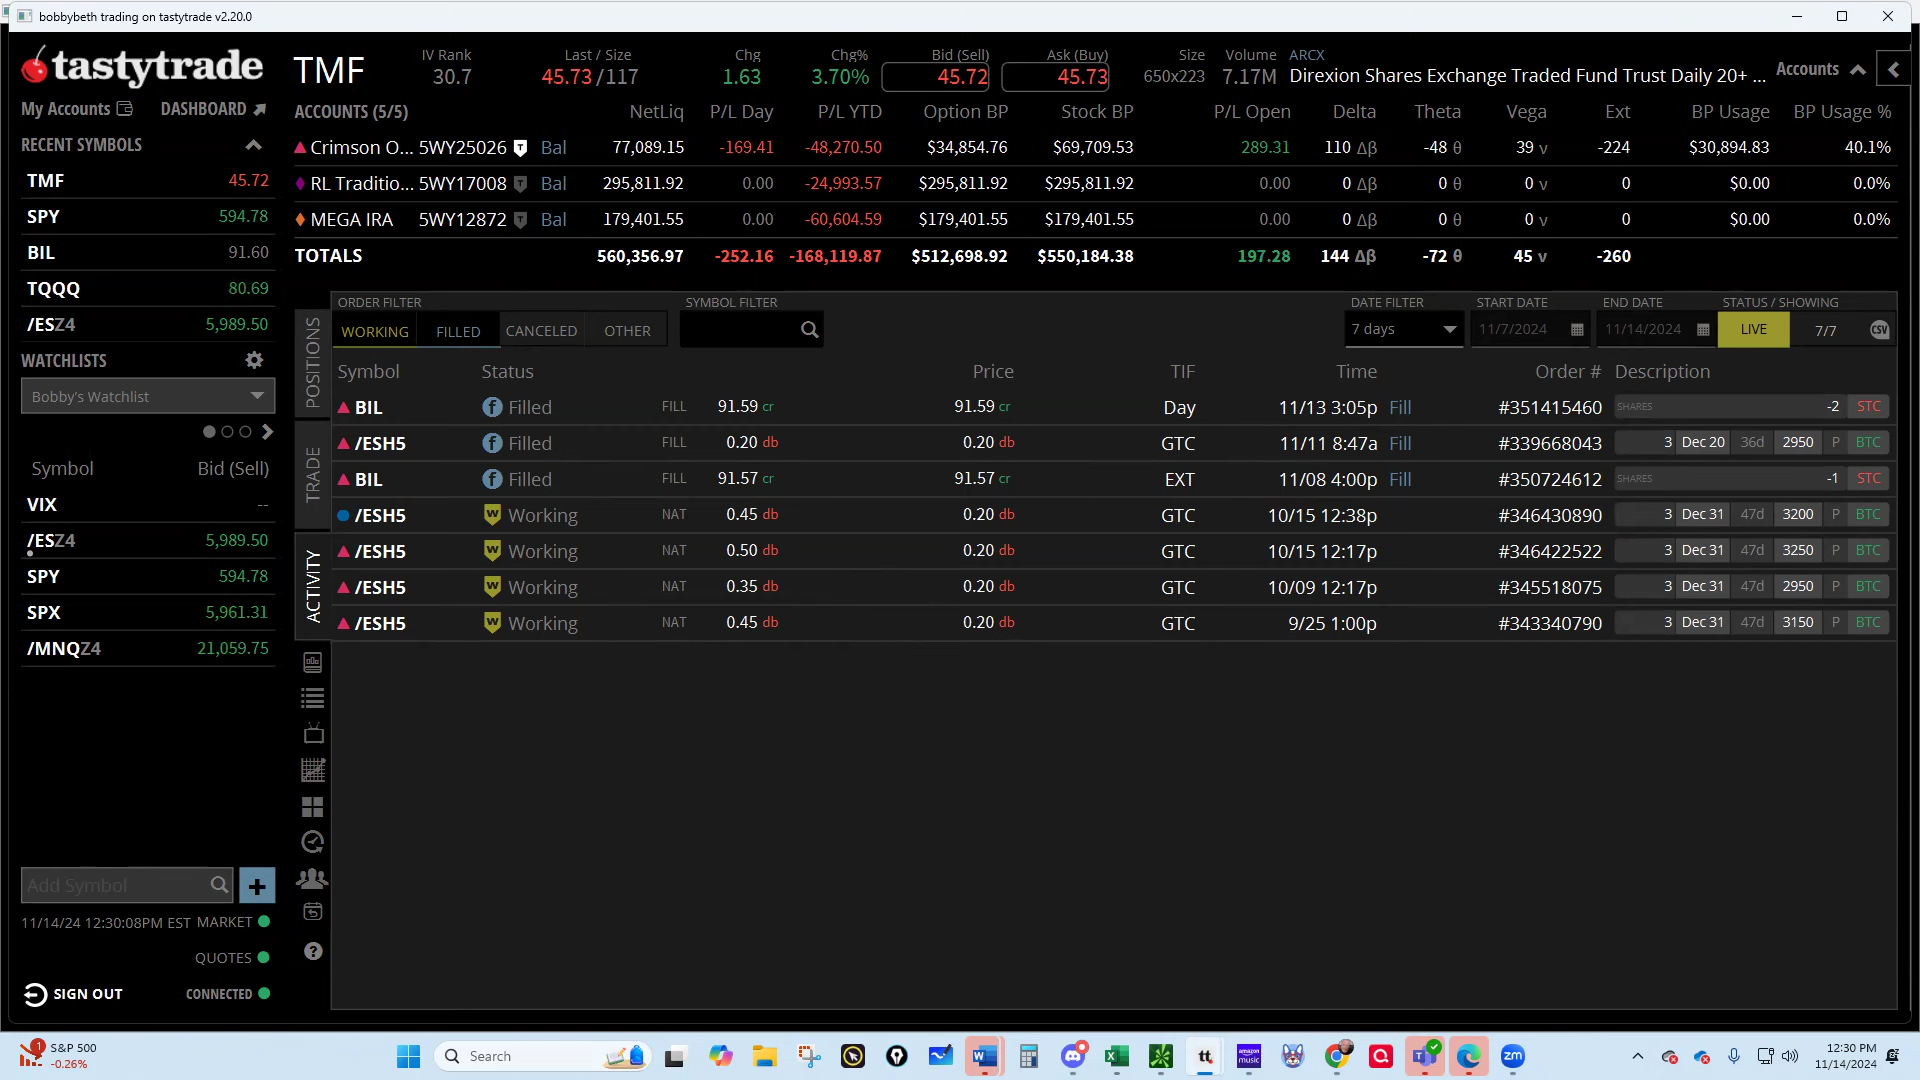 bobbybeth trading on tastytrade v2.20.0
tastytrade
My Accounts DASHBOARD
TMF
IV Rank Last / Size Chg Chg% Bid (Sell) Ask (Buy) Size Volume ARCX
30.7 45.73 / 117 1.63 3.70% 45.72 45.73 650x223 7.17M Direxion Shares Exchange Traded Fund Trust Daily 20+ ...
Accounts
ACCOUNTS (5/5) NetLiq P/L Day P/L YTD Option BP Stock BP P/L Open Delta Theta Vega Ext BP Usage BP Usage %
Crimson O... 5WY25026 T Bal 77,089.15 -169.41 -48,270.50 $34,854.76 $69,709.53 289.31 110 Δβ -48 θ 39 v -224 $30,894.83 40.1%
RL Traditio... 5WY17008 T Bal 295,811.92 0.00 -24,993.57 $295,811.92 $295,811.92 0.00 0 Δβ 0 θ 0 v 0 $0.00 0.0%
MEGA IRA 5WY12872 T Bal 179,401.55 0.00 -60,604.59 $179,401.55 $179,401.55 0.00 0 Δβ 0 θ 0 v 0 $0.00 0.0%
TOTALS 560,356.97 -252.16 -168,119.87 $512,698.92 $550,184.38 197.28 144 Δβ -72 θ 45 v -260
RECENT SYMBOLS
TMF 45.72
SPY 594.78
BIL 91.60
TQQQ 80.69
/ESZ4 5,989.50
WATCHLISTS
Bobby's Watchlist
Symbol Bid (Sell)
VIX --
/ESZ4 5,989.50
SPY 594.78
SPX 5,961.31
/MNQZ4 21,059.75
Add Symbol +
11/14/24 12:30:08PM EST MARKET
QUOTES
SIGN OUT CONNECTED
POSITIONS
TRADE
ACTIVITY
?
ORDER FILTER SYMBOL FILTER DATE FILTER START DATE END DATE STATUS / SHOWING
WORKING FILLED CANCELED OTHER 7 days 11/7/2024 11/14/2024 LIVE 7/7 CSV
Symbol Status Price TIF Time Order # Description
BIL f Filled FILL 91.59 cr 91.59 cr Day 11/13 3:05p Fill #351415460 SHARES -2 STC
/ESH5 f Filled FILL 0.20 db 0.20 db GTC 11/11 8:47a Fill #339668043 3 Dec 20 36d 2950 P BTC
BIL f Filled FILL 91.57 cr 91.57 cr EXT 11/08 4:00p Fill #350724612 SHARES -1 STC
/ESH5 W Working NAT 0.45 db 0.20 db GTC 10/15 12:38p #346430890 3 Dec 31 47d 3200 P BTC
/ESH5 W Working NAT 0.50 db 0.20 db GTC 10/15 12:17p #346422522 3 Dec 31 47d 3250 P BTC
/ESH5 W Working NAT 0.35 db 0.20 db GTC 10/09 12:17p #345518075 3 Dec 31 47d 2950 P BTC
/ESH5 W Working NAT 0.45 db 0.20 db GTC 9/25 1:00p #343340790 3 Dec 31 47d 3150 P BTC
1 S&P 500
-0.26%
Search
W
tt
amazon music
Q
zm
12:30 PM
11/14/2024